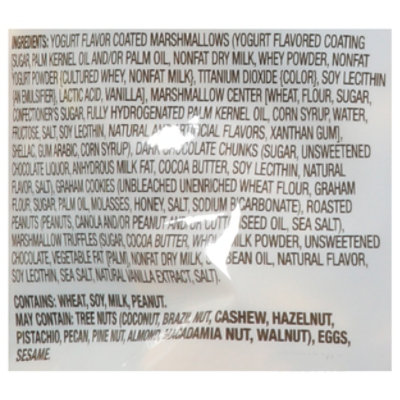 INGREDIENTS: YOGURT FLAVOR COATED MARSHMALLOWS (YOGURT FLAVORED COATING
SUGAR, PALM KERNEL OIL AND/OR PALM OIL, NONFAT DRY MILK, WHEY POWDER, NONFAT
YOGURT POWDER {CULTURED WHEY, NONFAT MILK}, TITANIUM DIOXIDE {COLOR}, SOY LECITHIN
{AN EMULSIFER}, LACTIC ACID, VANILLA], MARSHMALLOW CENTER [WHEAT, FLOUR, SUGAR,
CONFECTIONER'S SUGAR, FULLY HYDROGENATED PALM KERNEL OIL, CORN SYRUP, WATER,
FRUCTOSE, SALT, SOY LECITHIN, NATURAL AND ARTIFICIAL FLAVORS, XANTHAN GUM],
SHELLAC, GUM ARABIC, CORN SYRUP), DARK CHOCOLATE CHUNKS (SUGAR, UNSWEETENED
CHOCOLATE LIQUOR, ANHYDROUS MILK FAT, COCOA BUTTER, SOY LECITHIN, NATURAL
FLAVOR, SALT), GRAHAM COOKIES (UNBLEACHED UNENRICHED WHEAT FLOUR, GRAHAM
FLOUR, SUGAR, PALM OIL, MOLASSES, HONEY, SALT, SODIUM BICARBONATE), ROASTED
PEANUTS (PEANUTS, CANOLA AND/OR PEANUT AND/OR COTTONSEED OIL, SEA SALT),
MARSHMALLOW TRUFFLES (SUGAR, COCOA BUTTER, WHOLE MILK POWDER, UNSWEETENED
CHOCOLATE, VEGETABLE FAT (PALM), NONFAT DRY MILK, SOYBEAN OIL, NATURAL FLAVOR,
SOY LECITHIN, SEA SALT, NATURAL VANILLA EXTRACT, SALT).
CONTAINS: WHEAT, SOY, MILK, PEANUT.
MAY CONTAIN: TREE NUTS (COCONUT, BRAZIL NUT, CASHEW, HAZELNUT,
PISTACHIO, PECAN, PINE NUT, ALMOND, MACADAMIA NUT, WALNUT), EGGS,
SESAME.